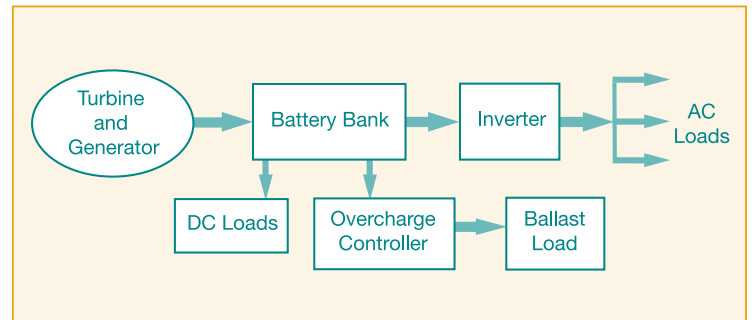 Turbine
and
Generator
Battery Bank
Inverter
AC
Loads
DC Loads
Overcharge
Controller
Ballast
Load